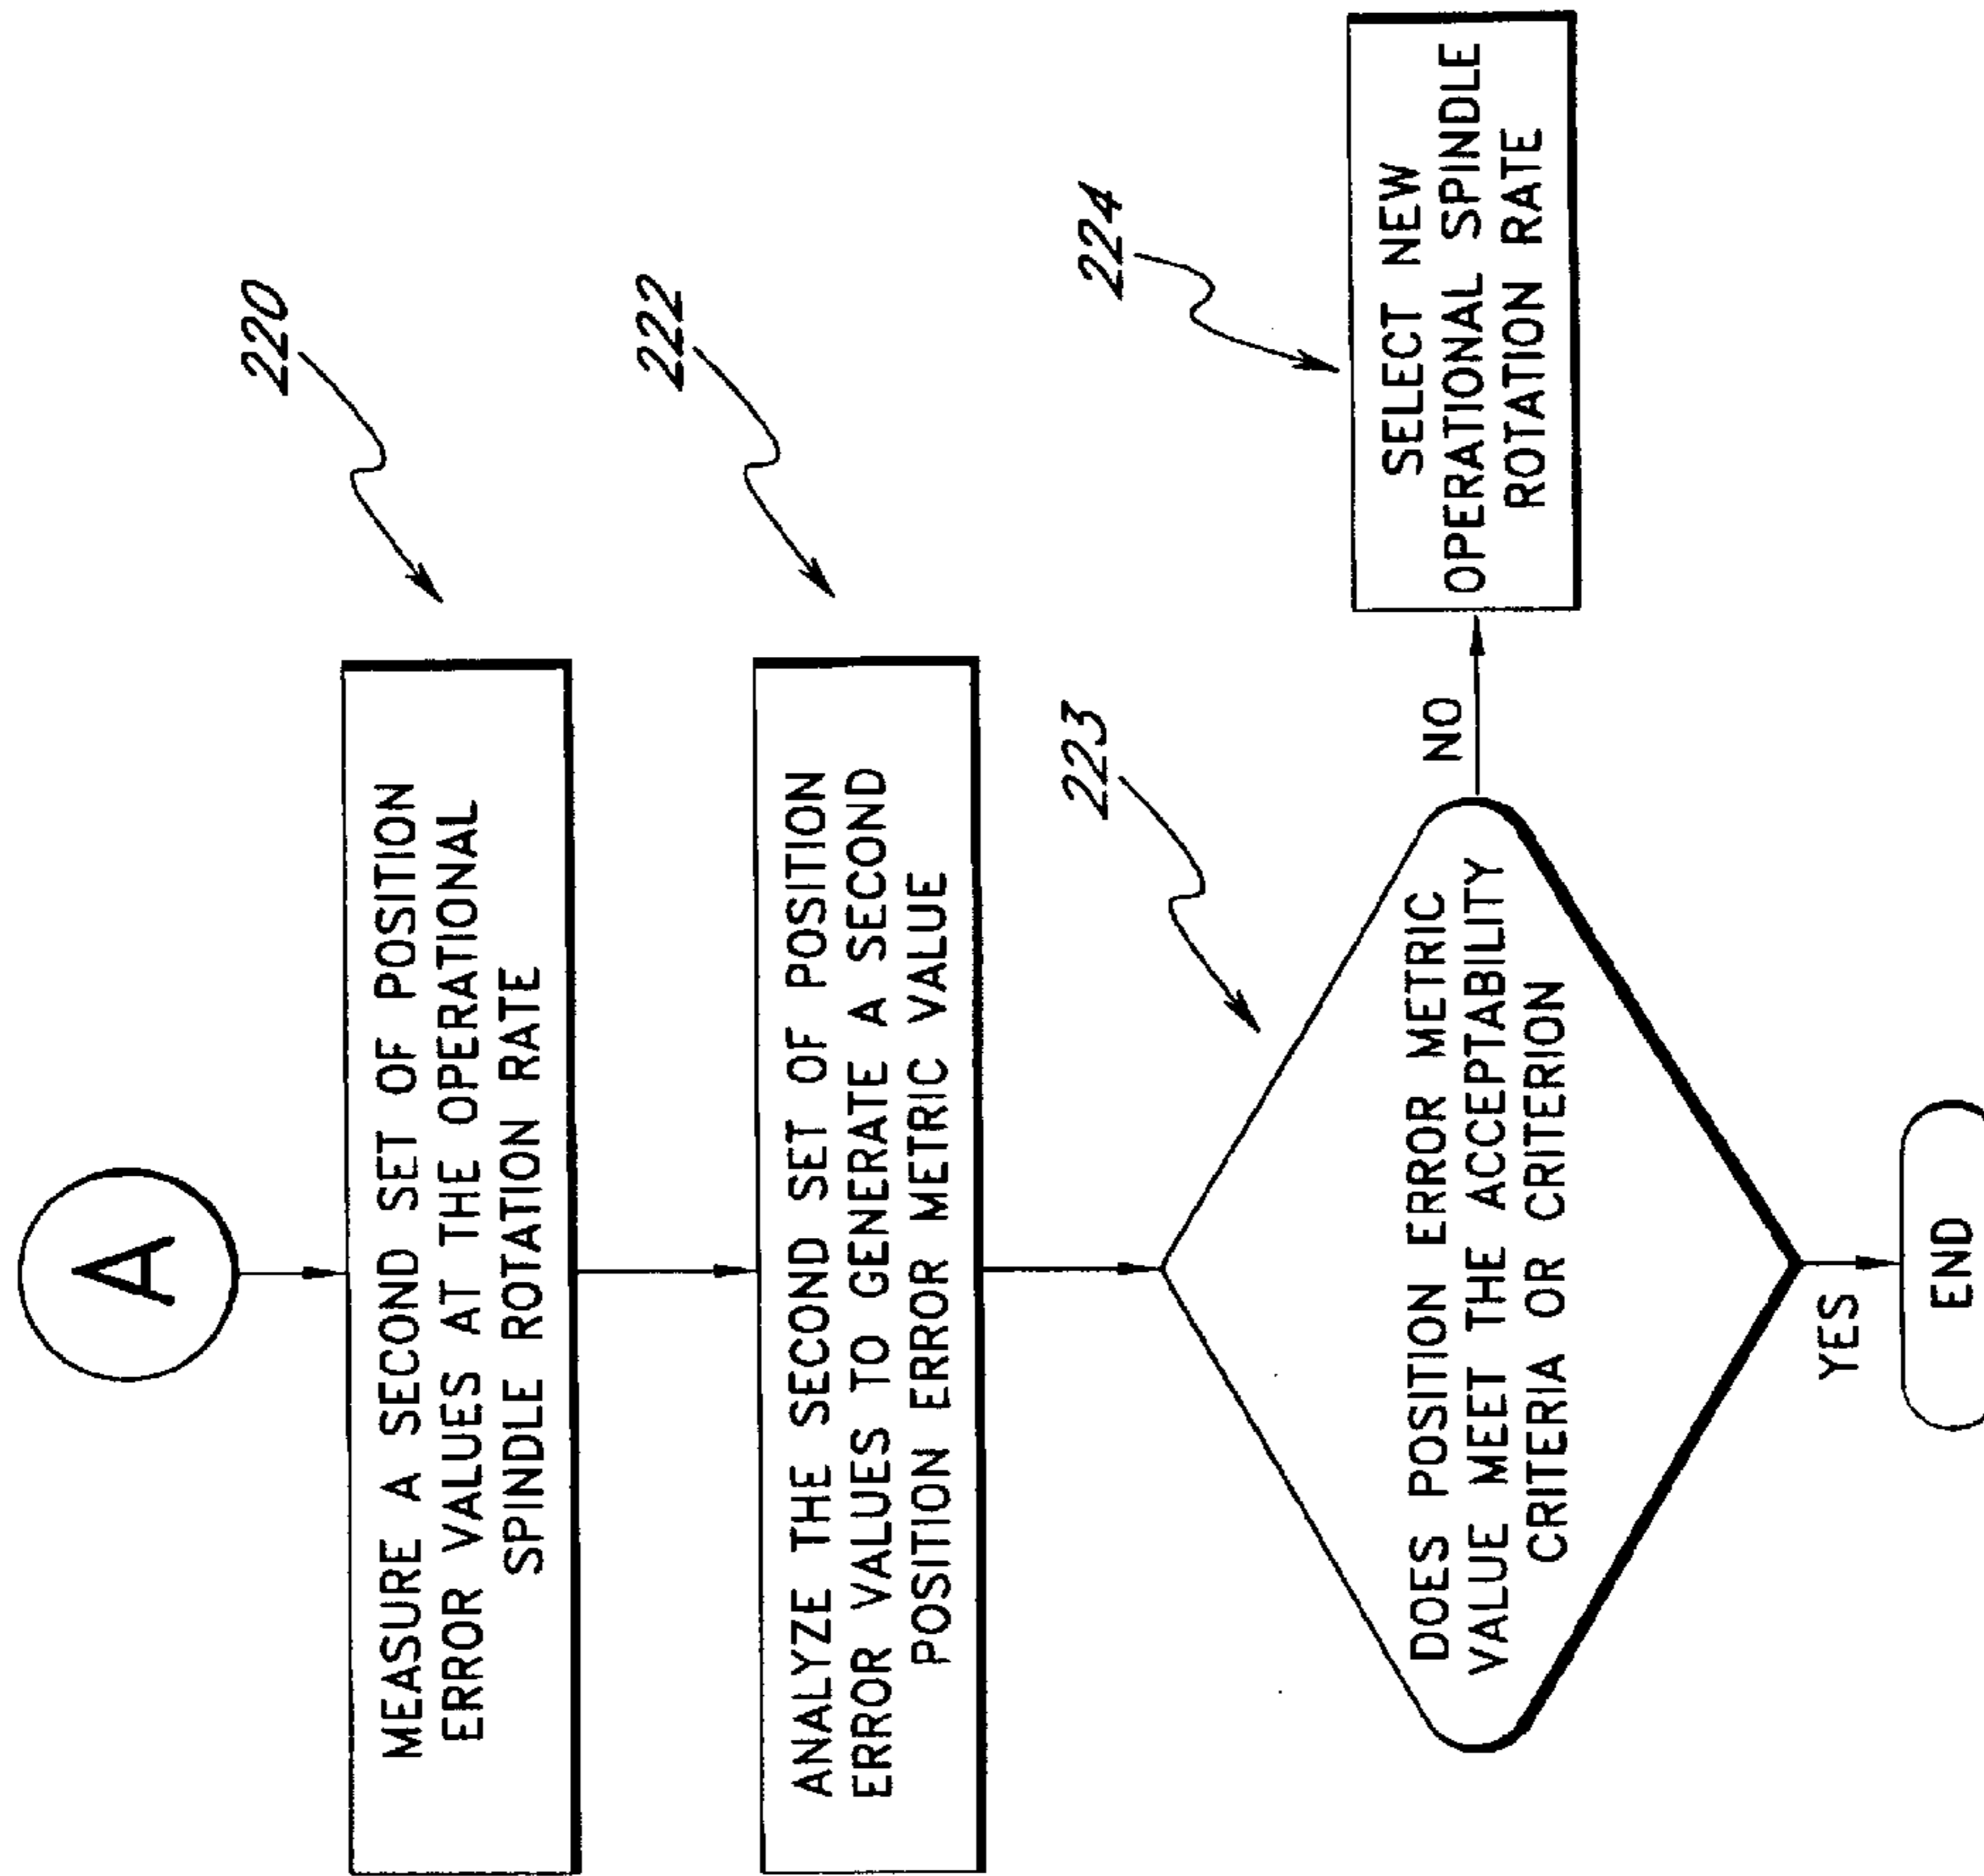 A
220
MEASURE A SECOND SET OF POSITION
ERROR VALUES AT THE OPERATIONAL
SPINDLE ROTATION RATE
222
ANALYZE THE SECOND SET OF POSITION
ERROR VALUES TO GENERATE A SECOND
POSITION ERROR METRIC VALUE
223
DOES POSITION ERROR METRIC
VALUE MEET THE ACCEPTABILITY
CRITERIA OR CRITERION
NO
224
SELECT NEW
OPERATIONAL SPINDLE
ROTATION RATE
YES
END